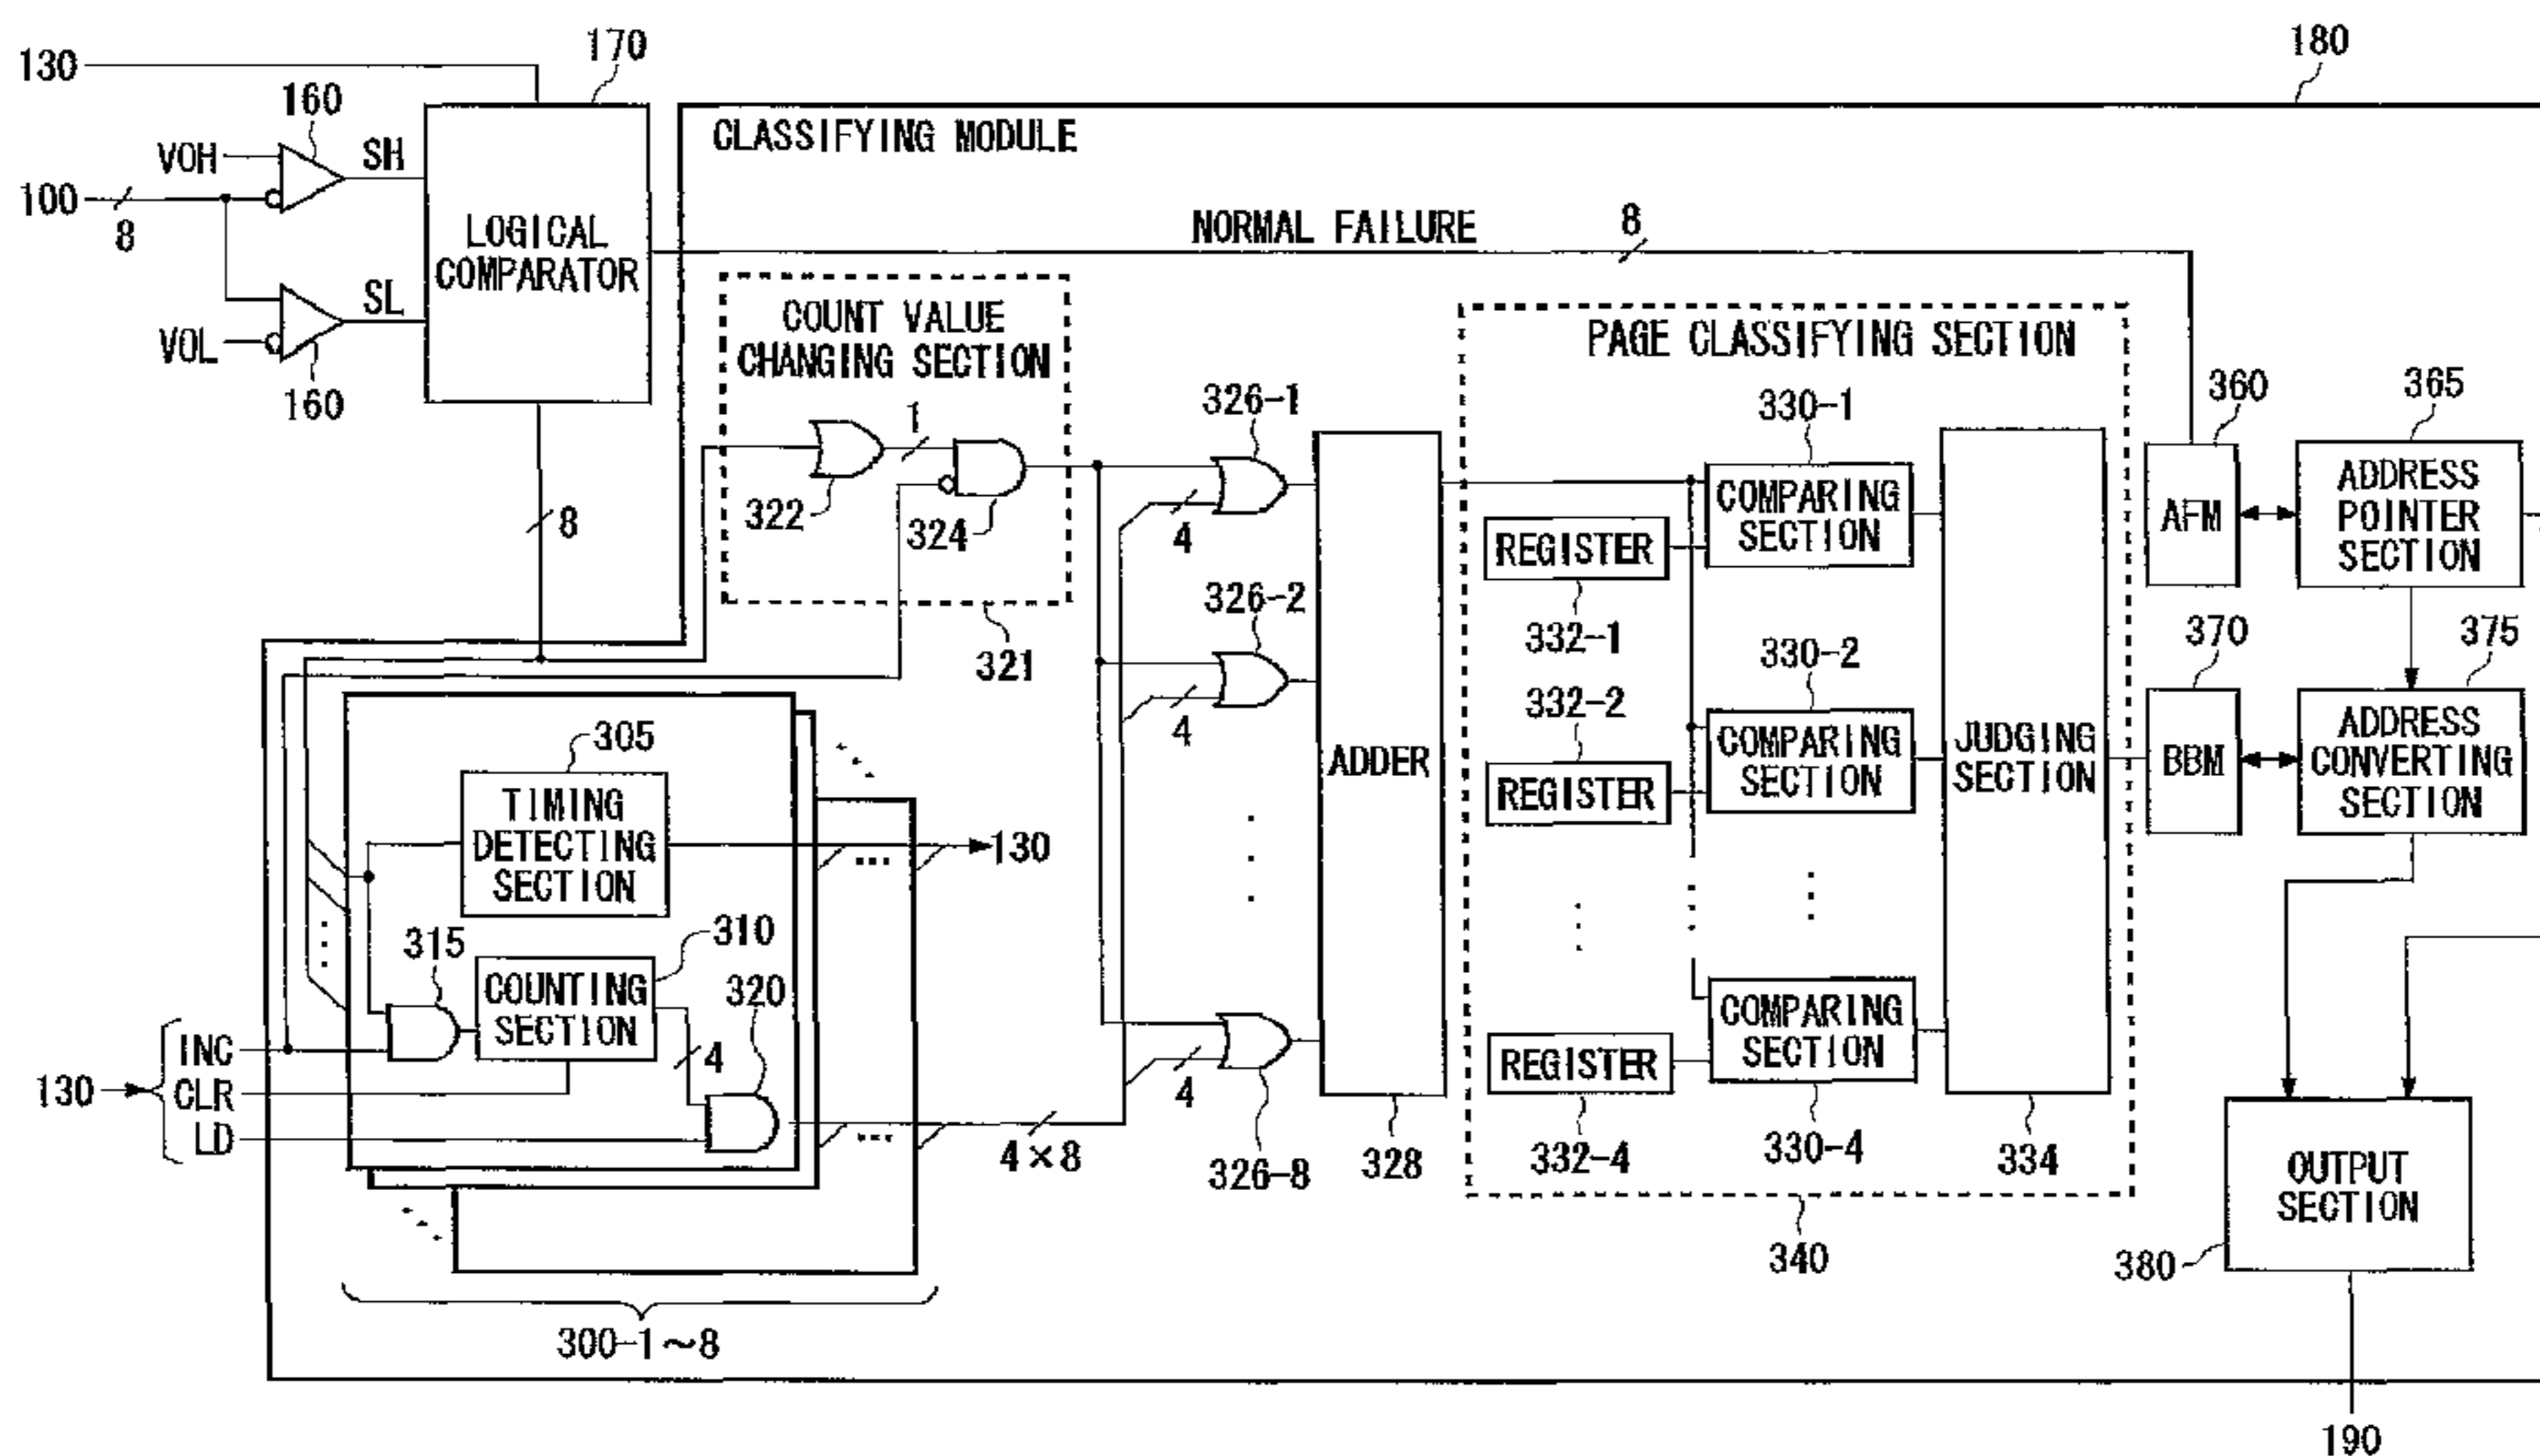 130
170
180
160
VOH
SH
100
8
LOGICAL
COMPARATOR
VOL
SL
160
8
CLASSIFYING MODULE
NORMAL FAILURE
8
COUNT VALUE
CHANGING SECTION
1
322
324
321
326-1
4
326-2
4
326-8
4
ADDER
328
PAGE CLASSIFYING SECTION
330-1
COMPARING
SECTION
REGISTER
332-1
330-2
332-2
COMPARING
SECTION
REGISTER
COMPARING
SECTION
REGISTER
332-4
330-4
JUDGING
SECTION
334
340
360
AFM
365
ADDRESS
POINTER
SECTION
370
BBM
375
ADDRESS
CONVERTING
SECTION
305
TIMING
DETECTING
SECTION
130
315
310
COUNTING
SECTION
320
4
130
INC
CLR
LD
4×8
300-1~8
OUTPUT
SECTION
380
190